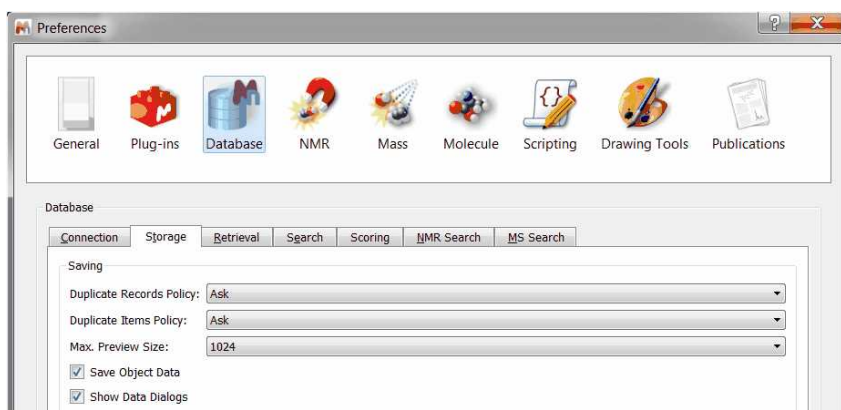 Preferences
General Plug-ins Database NMR Mass Molecule Scripting Drawing Tools Publications
Database
Connection Storage Retrieval Search Scoring NMR Search MS Search
Saving
Duplicate Records Policy: Ask
Duplicate Items Policy: Ask
Max. Preview Size: 1024
Save Object Data
Show Data Dialogs